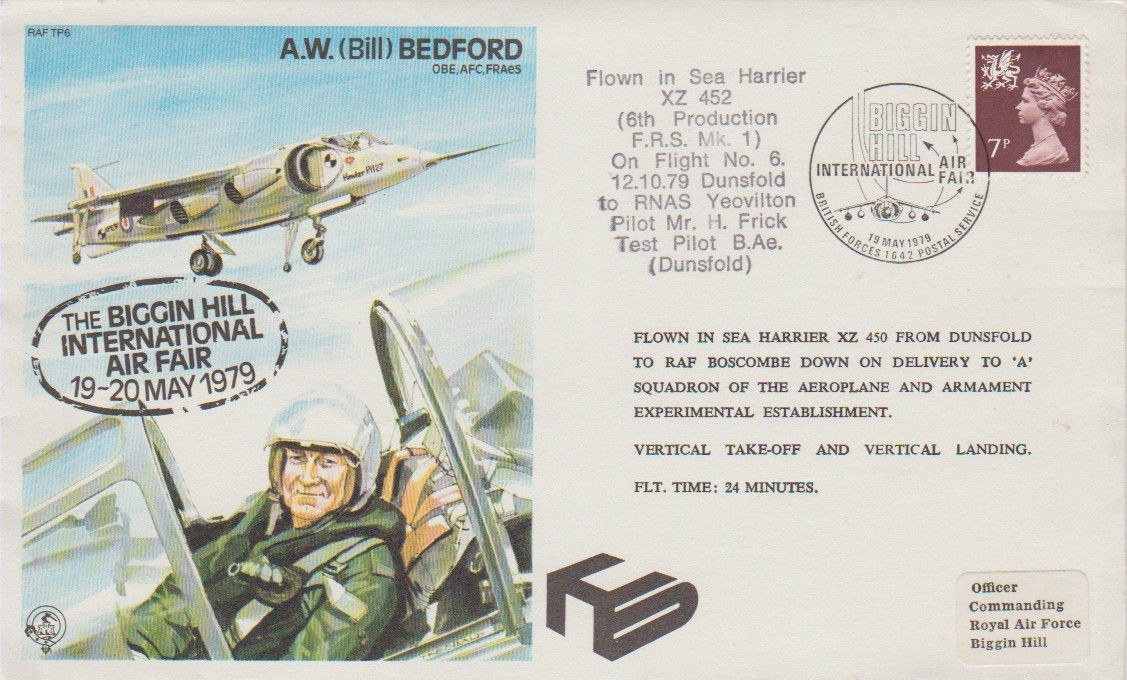 RAF TP6
A.W. (Bill) BEDFORD
OBE, AFC, FRAeS
Hawker P.1127
THE BIGGIN HILL
INTERNATIONAL
AIR FAIR
19-20 MAY 1979
Flown in Sea Harrier
XZ 452
(6th Production
F.R.S. Mk. 1)
On Flight No. 6.
12.10.79 Dunsfold
to RNAS Yeovilton
Pilot Mr. H. Frick
Test Pilot B.Ae.
(Dunsfold)
BIGGIN
HILL
INTERNATIONAL AIR
FAIR
19 MAY 1979
BRITISH FORCES 1642 POSTAL SERVICE
7P
FLOWN IN SEA HARRIER XZ 450 FROM DUNSFOLD
TO RAF BOSCOMBE DOWN ON DELIVERY TO 'A'
SQUADRON OF THE AEROPLANE AND ARMAMENT
EXPERIMENTAL ESTABLISHMENT.
VERTICAL TAKE-OFF AND VERTICAL LANDING.
FLT. TIME: 24 MINUTES.
Officer
Commanding
Royal Air Force
Biggin Hill